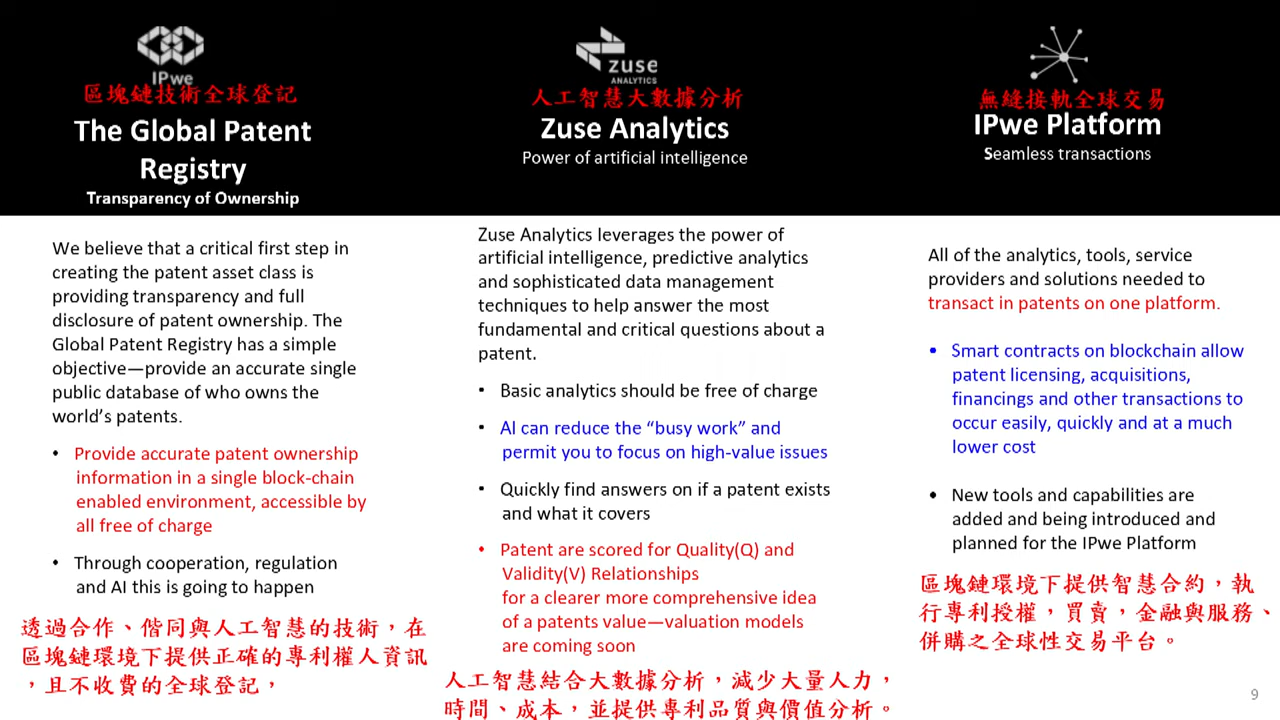 IPwe
區塊鏈技術全球登記
The Global Patent
Registry
Transparency of Ownership
We believe that a critical first step in
creating the patent asset class is
providing transparency and full
disclosure of patent ownership. The
Global Patent Registry has a simple
objective—provide an accurate single
public database of who owns the
world's patents.
• Provide accurate patent ownership
information in a single block-chain
enabled environment, accessible by
all free of charge
• Through cooperation, regulation
and AI this is going to happen
透過合作、偕同與人工智慧的技術，在
區塊鏈環境下提供正確的專利權人資訊
，且不收費的全球登記，
zuse
ANALYTICS
人工智慧大數據分析
Zuse Analytics
Power of artificial intelligence
Zuse Analytics leverages the power of
artificial intelligence, predictive analytics
and sophisticated data management
techniques to help answer the most
fundamental and critical questions about a
patent.
• Basic analytics should be free of charge
• AI can reduce the “busy work” and
permit you to focus on high-value issues
• Quickly find answers on if a patent exists
and what it covers
• Patent are scored for Quality(Q) and
Validity(V) Relationships
for a clearer more comprehensive idea
of a patents value—valuation models
are coming soon
人工智慧結合大數據分析，減少大量人力，
時間、成本，並提供專利品質與價值分析。
無縫接軌全球交易
IPwe Platform
Seamless transactions
All of the analytics, tools, service
providers and solutions needed to
transact in patents on one platform.
• Smart contracts on blockchain allow
patent licensing, acquisitions,
financings and other transactions to
occur easily, quickly and at a much
lower cost
• New tools and capabilities are
added and being introduced and
planned for the IPwe Platform
區塊鏈環境下提供智慧合約，執
行專利授權，買賣，金融與服務、
併購之全球性交易平台。
9